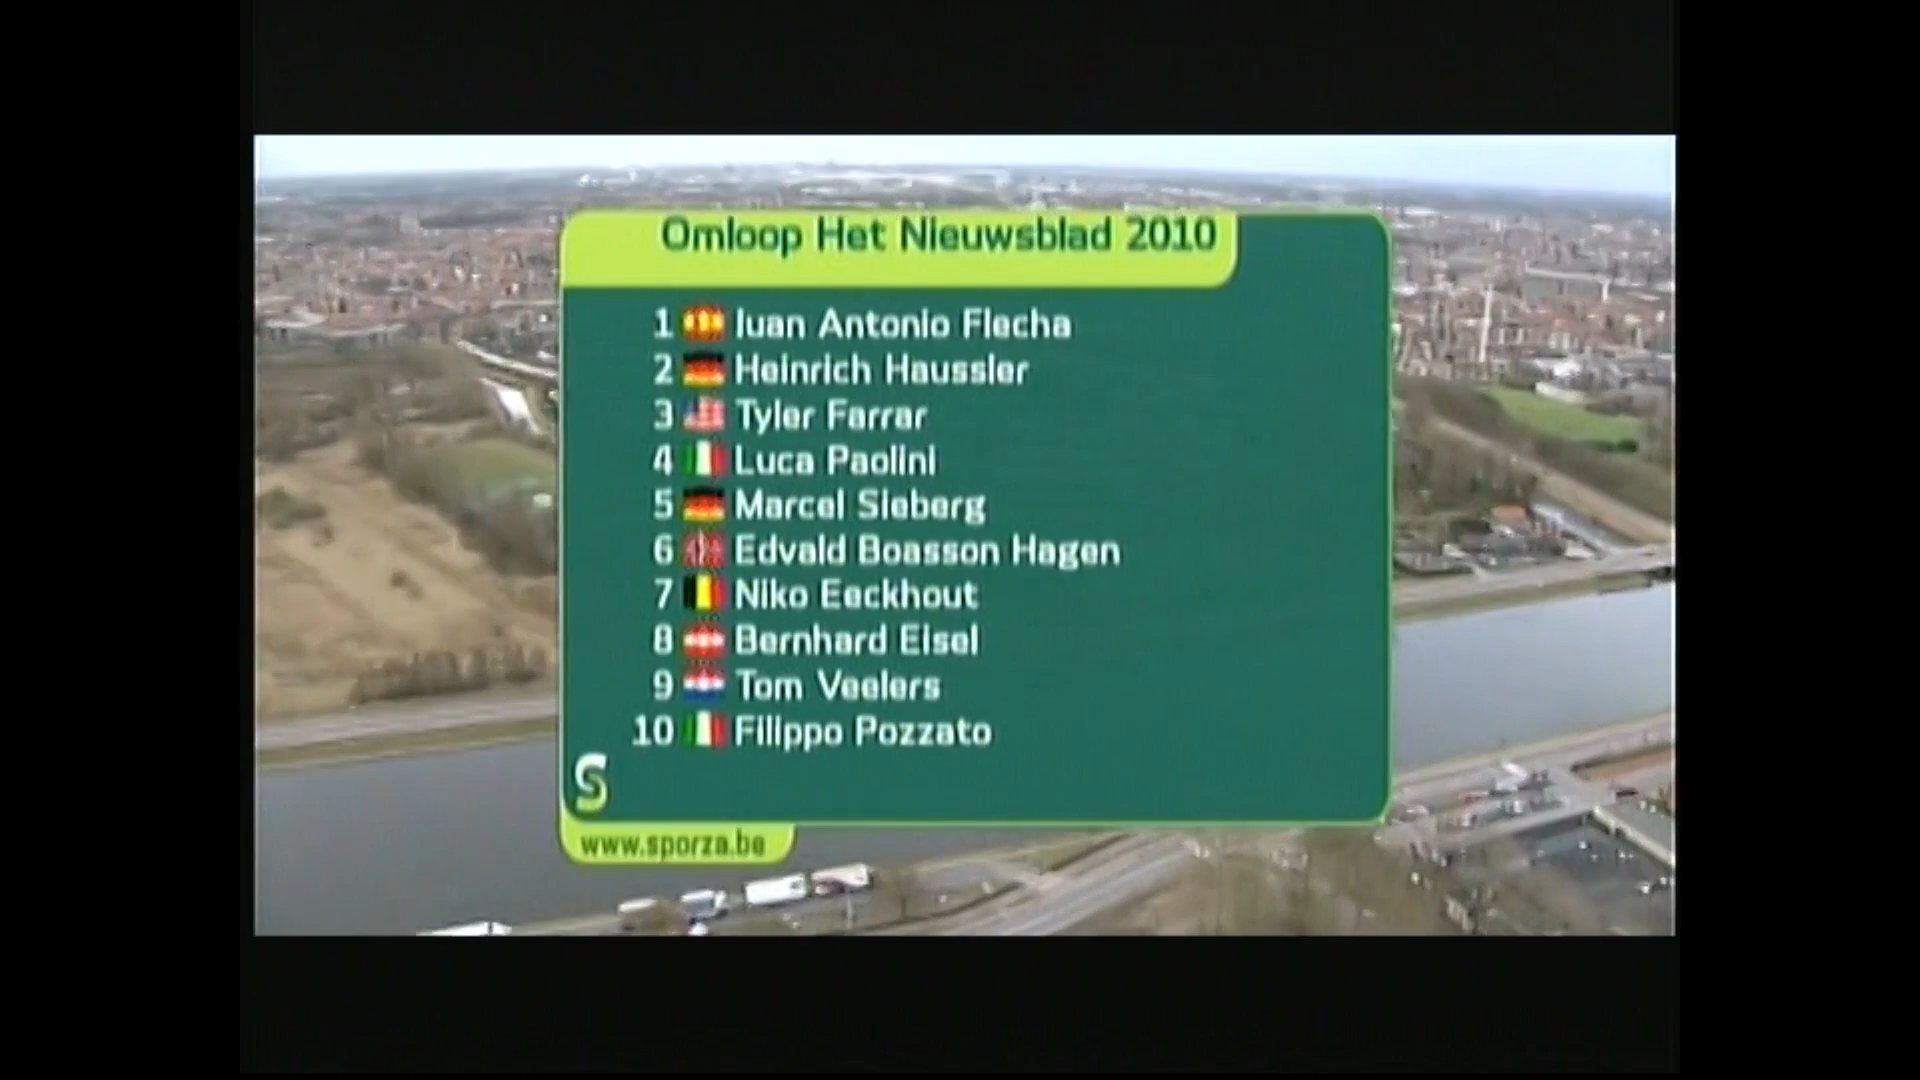 Omloop Het Nieuwsblad 2010
1 Juan Antonio Flecha
2 Heinrich Haussler
3 Tyler Farrar
4 Luca Paolini
5 Marcel Sieberg
6 Edvald Boasson Hagen
7 Niko Eeckhout
8 Bernhard Eisel
9 Tom Veelers
10 Filippo Pozzato
S
www.sporza.be